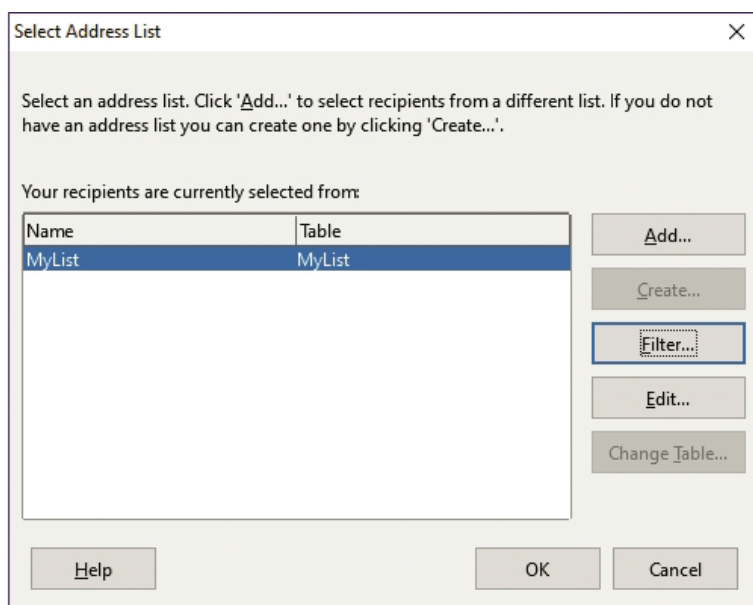 Select Address List
Select an address list. Click 'Add...' to select recipients from a different list. If you do not
have an address list you can create one by clicking 'Create...'.
Your recipients are currently selected from:
Name Table
MyList MyList
Add...
Create...
Filter...
Edit...
Change Table...
Help OK Cancel